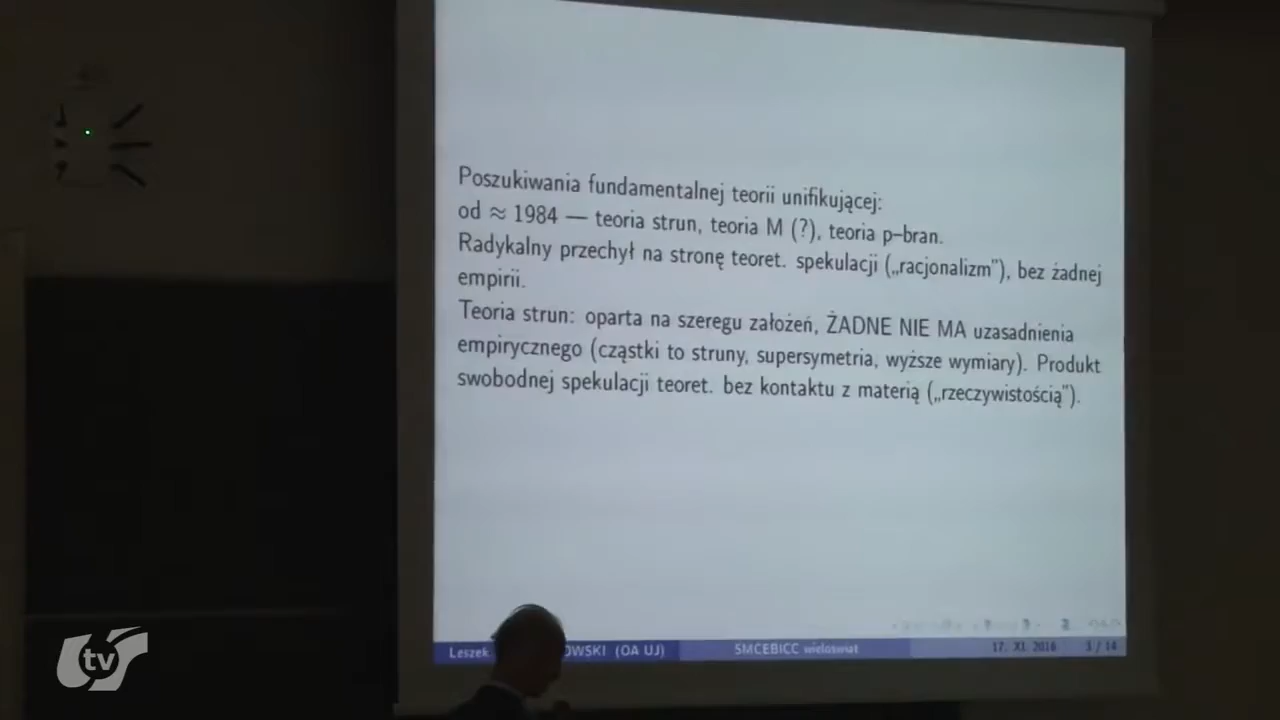 Poszukiwania fundamentalnej teorii unifikującej:
od ≈ 1984 — teoria strun, teoria M (?), teoria p–bran.
Radykalny przechył na stronę teoret. spekulacji („racjonalizm”), bez żadnej
empirii.
Teoria strun: oparta na szeregu założeń, ŻADNE NIE MA uzasadnienia
empirycznego (cząstki to struny, supersymetria, wyższe wymiary). Produkt
swobodnej spekulacji teoret. bez kontaktu z materią („rzeczywistością”).
Leszek OWSKI (OA UJ) SMCEBICC wieloswiat 17. XI. 2016 3 / 14
tv